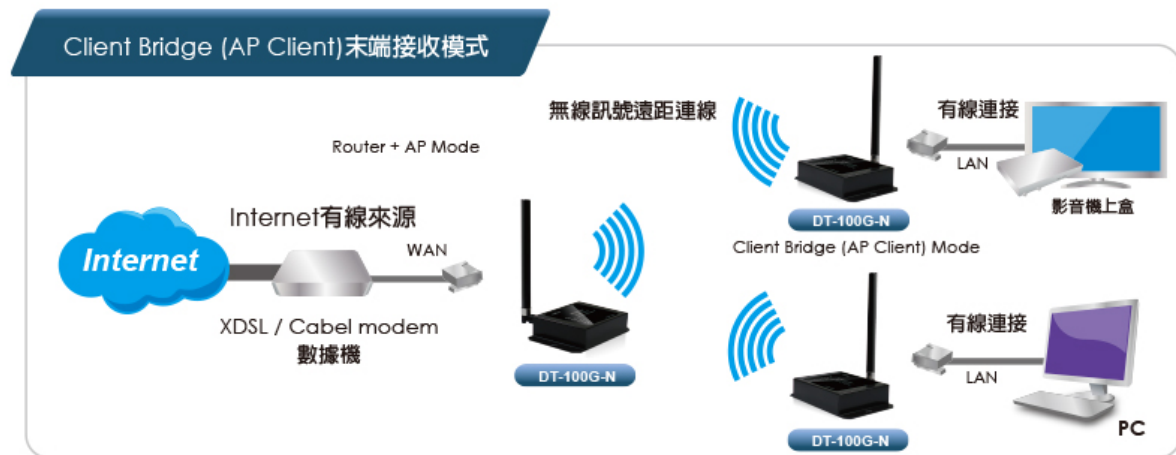 Client Bridge (AP Client)末端接收模式
無線訊號遠距連線
Router + AP Mode
Internet有線來源
Internet
WAN
XDSL / Cabel modem
數據機
DT-100G-N
有線連接
LAN
影音機上盒
DT-100G-N
Client Bridge (AP Client) Mode
有線連接
LAN
PC
DT-100G-N